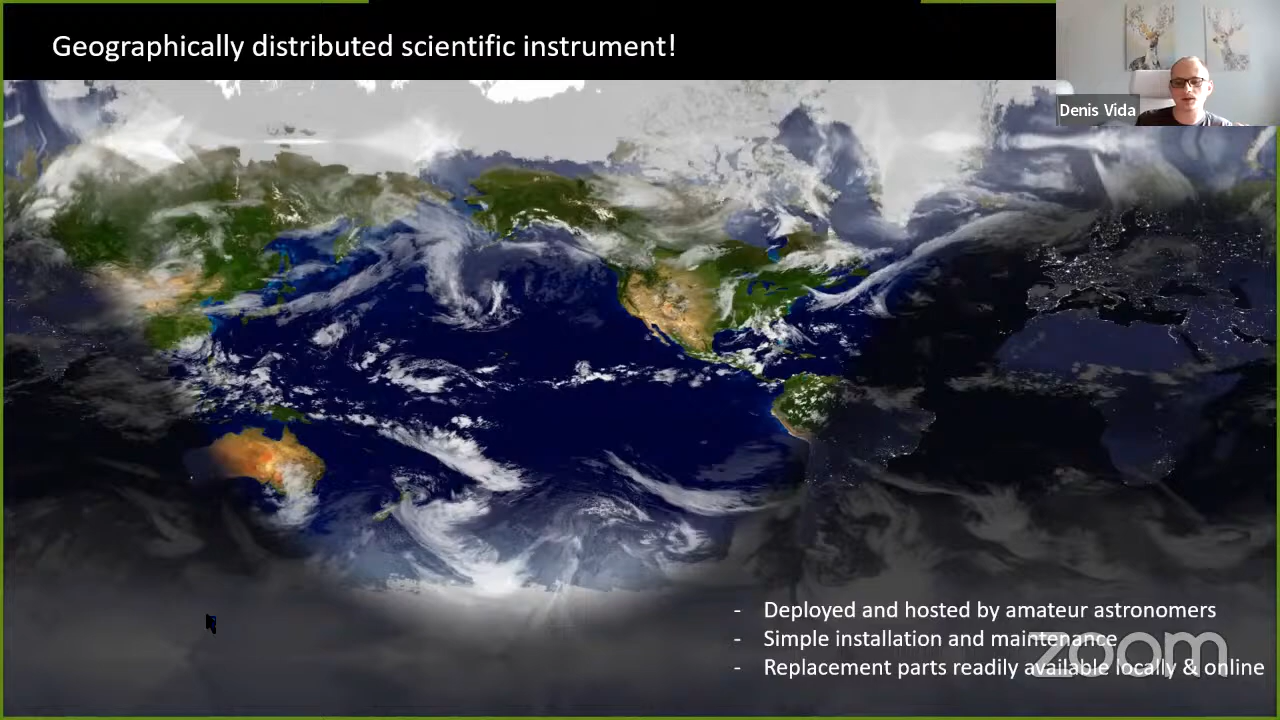 Geographically distributed scientific instrument!
Denis Vida
- Deployed and hosted by amateur astronomers
- Simple installation and maintenance
- Replacement parts readily available locally & online
zoom